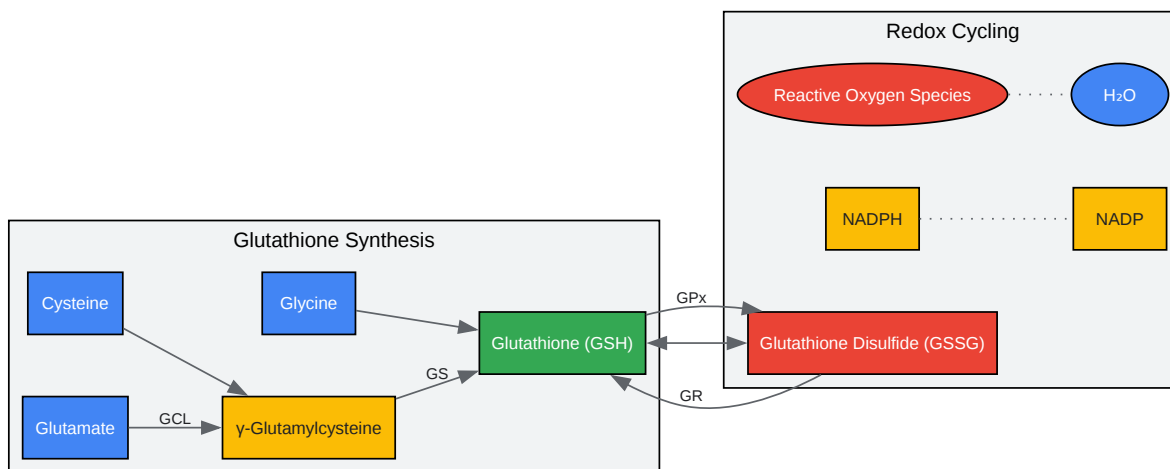 Redox Cycling
Reactive Oxygen Species
H₂O
NADPH
NADP
Glutathione Synthesis
Cysteine
Glycine
GPx
Glutathione (GSH)
Glutathione Disulfide (GSSG)
GS
GR
Glutamate
GCL
γ-Glutamylcysteine